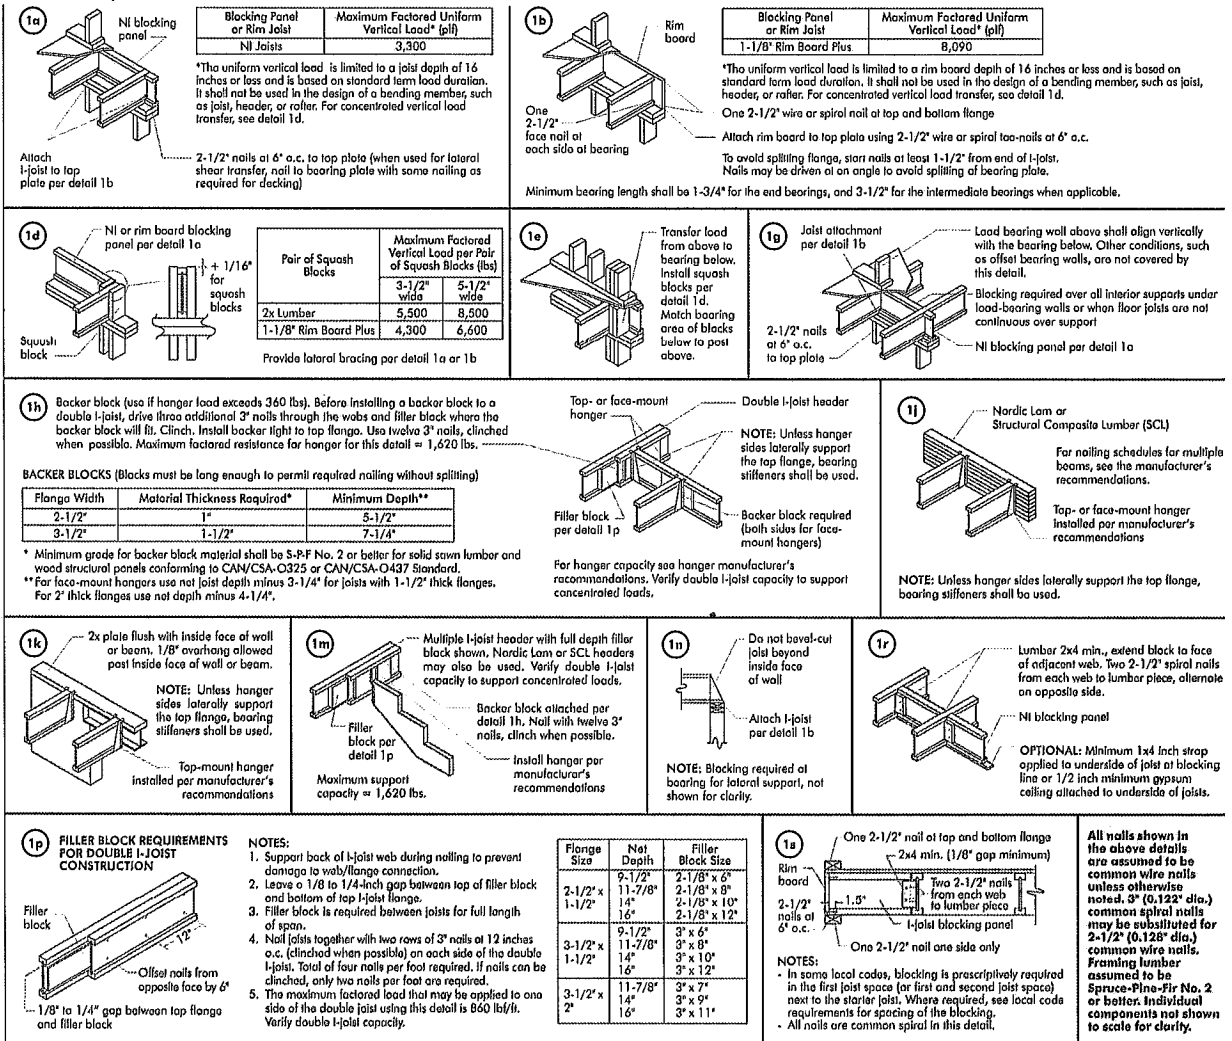 1a
NI blocking
panel
Blocking Panel
or Rim Joist
Maximum Factored Uniform
Vertical Load* (plf)
NI Joists
3,300
*The uniform vertical load is limited to a joist depth of 16
inches or less and is based on standard term load duration.
It shall not be used in the design of a bending member, such
as joist, header, or rafter. For concentrated vertical load
transfer, see detail 1d.
Attach
I-joist to top
plate per detail 1b
2-1/2" nails at 6" o.c. to top plate (when used for lateral
shear transfer, nail to bearing plate with same nailing as
required for decking)
1b
Rim
board
Blocking Panel
or Rim Joist
Maximum Factored Uniform
Vertical Load* (plf)
1-1/8" Rim Board Plus
8,090
*The uniform vertical load is limited to a rim board depth of 16 inches or less and is based on
standard term load duration. It shall not be used in the design of a bending member, such as joist,
header, or rafter. For concentrated vertical load transfer, see detail 1d.
One
2-1/2"
face nail at
each side at bearing
One 2-1/2" wire or spiral nail at top and bottom flange
Attach rim board to top plate using 2-1/2" wire or spiral toe-nails at 6" o.c.
To avoid splitting flange, start nails at least 1-1/2" from end of I-joist.
Nails may be driven at an angle to avoid splitting of bearing plate.
Minimum bearing length shall be 1-3/4" for the end bearings, and 3-1/2" for the intermediate bearings when applicable.
1d
NI or rim board blocking
panel per detail 1a
+ 1/16"
for
squash
blocks
Squash
block
Pair of Squash
Blocks
Maximum Factored
Vertical Load per Pair
of Squash Blocks (lbs)
3-1/2"
wide
5-1/2"
wide
2x Lumber
5,500
8,500
1-1/8" Rim Board Plus
4,300
6,600
Provide lateral bracing per detail 1a or 1b
1e
Transfer load
from above to
bearing below.
Install squash
blocks per
detail 1d.
Match bearing
area of blocks
below to post
above.
1g
Joist attachment
per detail 1b
Load bearing wall above shall align vertically
with the bearing below. Other conditions, such
as offset bearing walls, are not covered by
this detail.
Blocking required over all interior supports under
load-bearing walls or when floor joists are not
continuous over support
2-1/2" nails
at 6" o.c.
to top plate
NI blocking panel per detail 1a
1h
Backer block (use if hanger load exceeds 360 lbs). Before installing a backer block to a
double I-joist, drive three additional 3" nails through the webs and filler block where the
backer block will fit. Clinch. Install backer tight to top flange. Use twelve 3" nails, clinched
when possible. Maximum factored resistance for hanger for this detail = 1,620 lbs.
BACKER BLOCKS (Blocks must be long enough to permit required nailing without splitting)
Flange Width
Material Thickness Required*
Minimum Depth**
2-1/2"
1"
5-1/2"
3-1/2"
1-1/2"
7-1/4"
* Minimum grade for backer block material shall be S-P-F No. 2 or better for solid sawn lumber and
wood structural panels conforming to CAN/CSA-O325 or CAN/CSA-O437 Standard.
** For face-mount hangers use net joist depth minus 3-1/4" for joists with 1-1/2" thick flanges.
For 2" thick flanges use net depth minus 4-1/4".
Top- or face-mount
hanger
Double I-joist header
NOTE: Unless hanger
sides laterally support
the top flange, bearing
stiffeners shall be used.
Filler block
per detail 1p
Backer block required
(both sides for face-
mount hangers)
For hanger capacity see hanger manufacturer's
recommendations. Verify double I-joist capacity to support
concentrated loads.
1j
Nordic Lam or
Structural Composite Lumber (SCL)
For nailing schedules for multiple
beams, see the manufacturer's
recommendations.
Top- or face-mount hanger
installed per manufacturer's
recommendations
NOTE: Unless hanger sides laterally support the top flange,
bearing stiffeners shall be used.
1k
2x plate flush with inside face of wall
or beam. 1/8" overhang allowed
past inside face of wall or beam.
NOTE: Unless hanger
sides laterally support
the top flange, bearing
stiffeners shall be used.
Top-mount hanger
installed per manufacturer's
recommendations
1m
Multiple I-joist header with full depth filler
block shown, Nordic Lam or SCL headers
may also be used. Verify double I-joist
capacity to support concentrated loads.
Backer block attached per
detail 1h. Nail with twelve 3"
nails, clinch when possible.
Filler
block per
detail 1p
Install hanger per
manufacturer's
recommendations
Maximum support
capacity = 1,620 lbs.
1n
Do not bevel-cut
joist beyond
inside face
of wall
Attach I-joist
per detail 1b
NOTE: Blocking required at
bearing for lateral support, not
shown for clarity.
1r
Lumber 2x4 min., extend block to face
of adjacent web. Two 2-1/2" spiral nails
from each web to lumber piece, alternate
on opposite side.
NI blocking panel
OPTIONAL: Minimum 1x4 inch strap
applied to underside of joist at blocking
line or 1/2 inch minimum gypsum
ceiling attached to underside of joists.
1p
FILLER BLOCK REQUIREMENTS
FOR DOUBLE I-JOIST
CONSTRUCTION
Filler
block
12"
Offset nails from
opposite face by 6"
1/8" to 1/4" gap between top flange
and filler block
NOTES:
1. Support back of I-joist web during nailing to prevent
damage to web/flange connection.
2. Leave a 1/8 to 1/4-inch gap between top of filler block
and bottom of top I-joist flange.
3. Filler block is required between joists for full length
of span.
4. Nail joists together with two rows of 3" nails at 12 inches
o.c. (clinched when possible) on each side of the double
I-joist. Total of four nails per foot required. If nails can be
clinched, only two nails per foot are required.
5. The maximum factored load that may be applied to one
side of the double joist using this detail is 860 lbf/ft.
Verify double I-joist capacity.
Flange
Size
Net
Depth
Filler
Block Size
2-1/2" x
1-1/2"
9-1/2"
11-7/8"
14"
16"
2-1/8" x 6"
2-1/8" x 8"
2-1/8" x 10"
2-1/8" x 12"
3-1/2" x
1-1/2"
9-1/2"
11-7/8"
14"
16"
3" x 6"
3" x 8"
3" x 10"
3" x 12"
3-1/2" x
2"
11-7/8"
14"
16"
3" x 7"
3" x 9"
3" x 11"
1s
One 2-1/2" nail at top and bottom flange
2x4 min. (1/8" gap minimum)
Rim
board
Two 2-1/2" nails
from each web
to lumber piece
1.5"
2-1/2"
nails at
6" o.c.
I-joist blocking panel
One 2-1/2" nail one side only
NOTES:
- In some local codes, blocking is prescriptively required
in the first joist space (or first and second joist space)
next to the starter joist. Where required, see local code
requirements for spacing of the blocking.
- All nails are common spiral in this detail.
All nails shown in
the above details
are assumed to be
common wire nails
unless otherwise
noted. 3" (0.122" dia.)
common spiral nails
may be substituted for
2-1/2" (0.128" dia.)
common wire nails.
Framing lumber
assumed to be
Spruce-Pine-Fir No. 2
or better. Individual
components not shown
to scale for clarity.